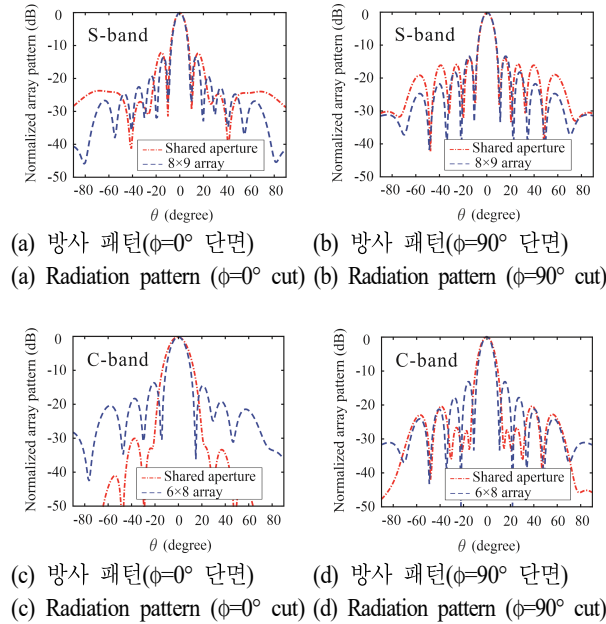 Normalized array pattern (dB)
0
-10
-20
-30
-40
-50
S-band
Shared aperture
8×9 array
-80 -60 -40 -20 0 20 40 60 80
θ (degree)
Normalized array pattern (dB)
0
-10
-20
-30
-40
-50
S-band
Shared aperture
8×9 array
-80 -60 -40 -20 0 20 40 60 80
θ (degree)
(a) 방사 패턴(ϕ=0° 단면)
(b) 방사 패턴(ϕ=90° 단면)
(a) Radiation pattern (ϕ=0° cut)
(b) Radiation pattern (ϕ=90° cut)
Normalized array pattern (dB)
0
-10
-20
-30
-40
-50
C-band
Shared aperture
6×8 array
-80 -60 -40 -20 0 20 40 60 80
θ (degree)
Normalized array pattern (dB)
0
-10
-20
-30
-40
-50
C-band
Shared aperture
6×8 array
-80 -60 -40 -20 0 20 40 60 80
θ (degree)
(c) 방사 패턴(ϕ=0° 단면)
(d) 방사 패턴(ϕ=90° 단면)
(c) Radiation pattern (ϕ=0° cut)
(d) Radiation pattern (ϕ=90° cut)